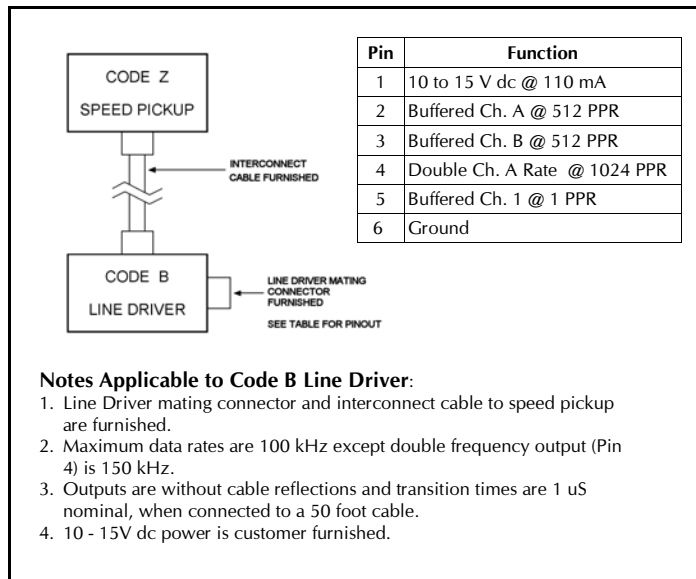 CODE Z
SPEED PICKUP
INTERCONNECT
CABLE FURNISHED
CODE B
LINE DRIVER
LINE DRIVER MATING
CONNECTOR
FURNISHED
SEE TABLE FOR PINOUT
Pin Function
1 10 to 15 V dc @ 110 mA
2 Buffered Ch. A @ 512 PPR
3 Buffered Ch. B @ 512 PPR
4 Double Ch. A Rate @ 1024 PPR
5 Buffered Ch. 1 @ 1 PPR
6 Ground
Notes Applicable to Code B Line Driver:
1. Line Driver mating connector and interconnect cable to speed pickup
are furnished.
2. Maximum data rates are 100 kHz except double frequency output (Pin
4) is 150 kHz.
3. Outputs are without cable reflections and transition times are 1 uS
nominal, when connected to a 50 foot cable.
4. 10 - 15V dc power is customer furnished.